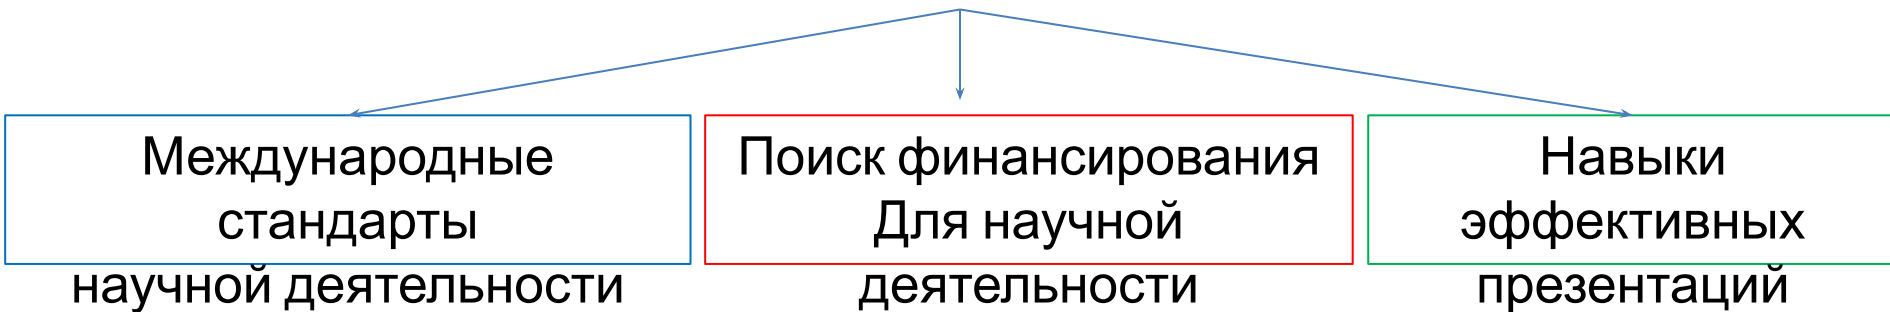 Международные
стандарты
научной деятельности
Поиск финансирования
Для научной
деятельности
Навыки
эффективных
презентаций